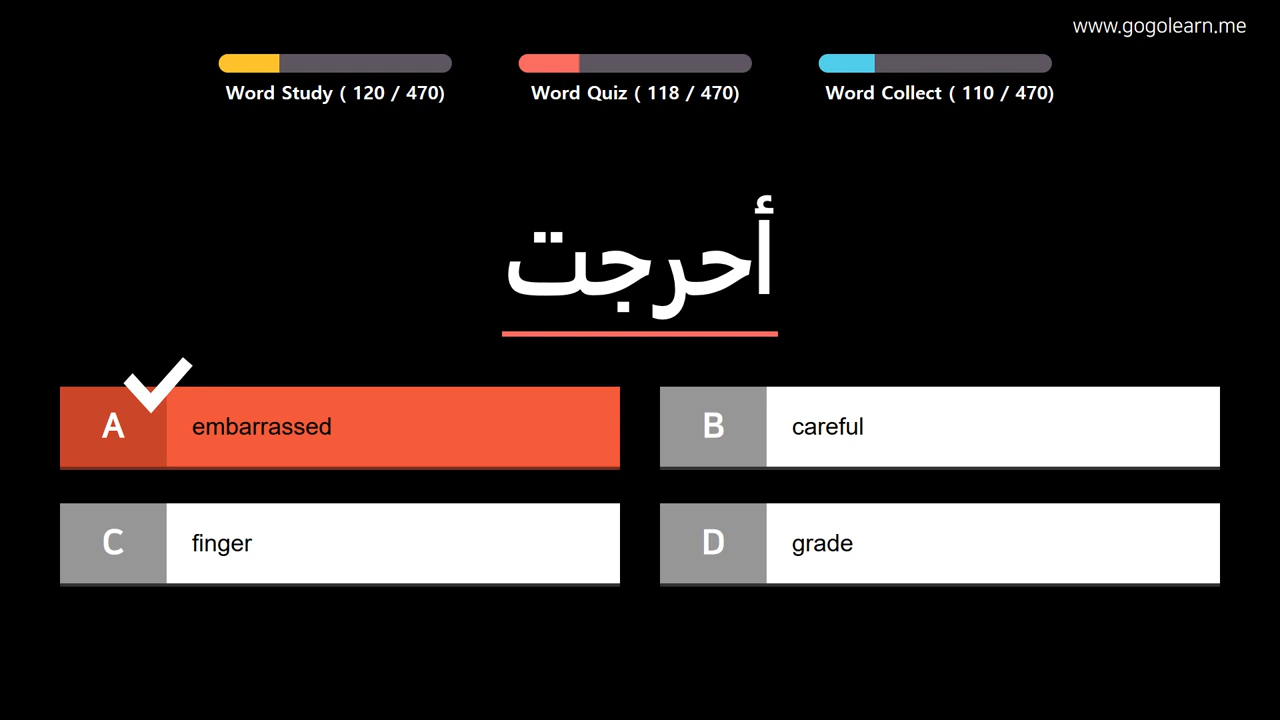 www.gogolearn.me
Word Study ( 120 / 470)
Word Quiz ( 118 / 470)
Word Collect ( 110 / 470)
أحرجت
A embarrassed
B careful
C finger
D grade